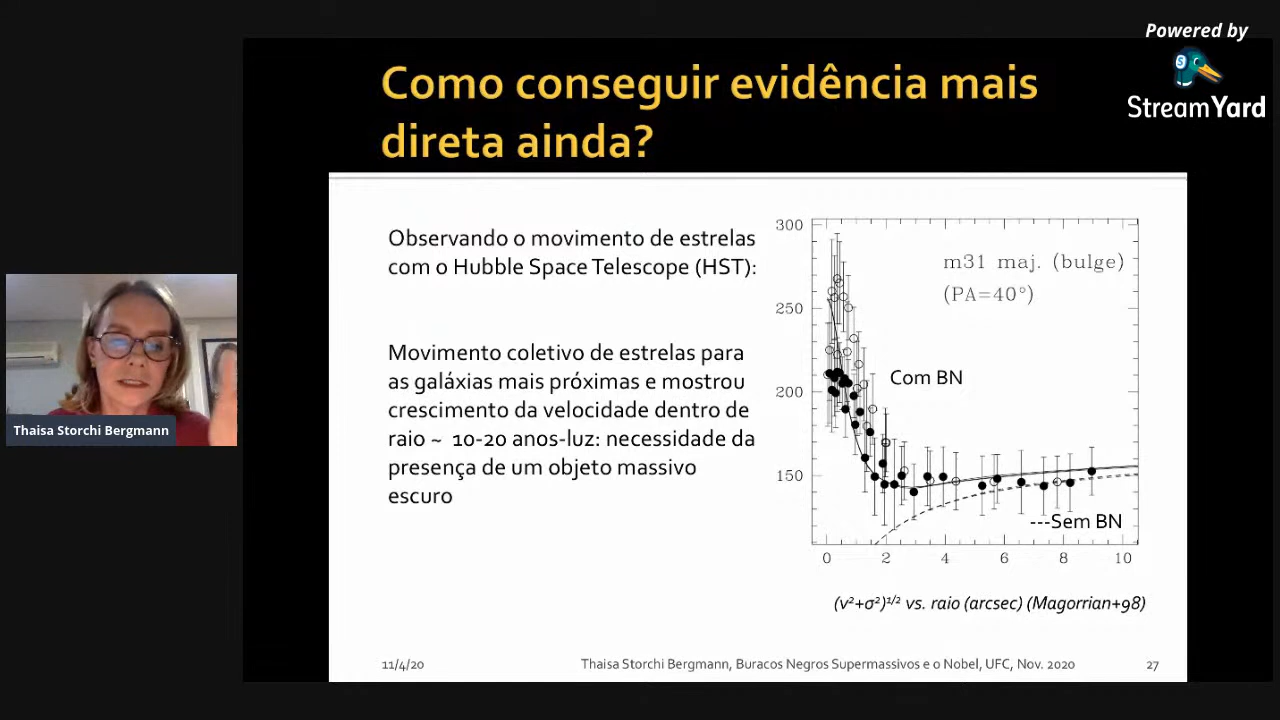 Powered by
StreamYard
Como conseguir evidência mais
direta ainda?
Observando o movimento de estrelas
com o Hubble Space Telescope (HST):
Movimento coletivo de estrelas para
as galáxias mais próximas e mostrou
crescimento da velocidade dentro de
raio ~ 10-20 anos-luz: necessidade da
presença de um objeto massivo
escuro
300
250
200
150
m31 maj. (bulge)
(PA=40°)
Com BN
---Sem BN
0 2 4 6 8 10
(v²+σ²)¹/² vs. raio (arcsec) (Magorrian+98)
Thaisa Storchi Bergmann
11/4/20
Thaisa Storchi Bergmann, Buracos Negros Supermassivos e o Nobel, UFC, Nov. 2020
27